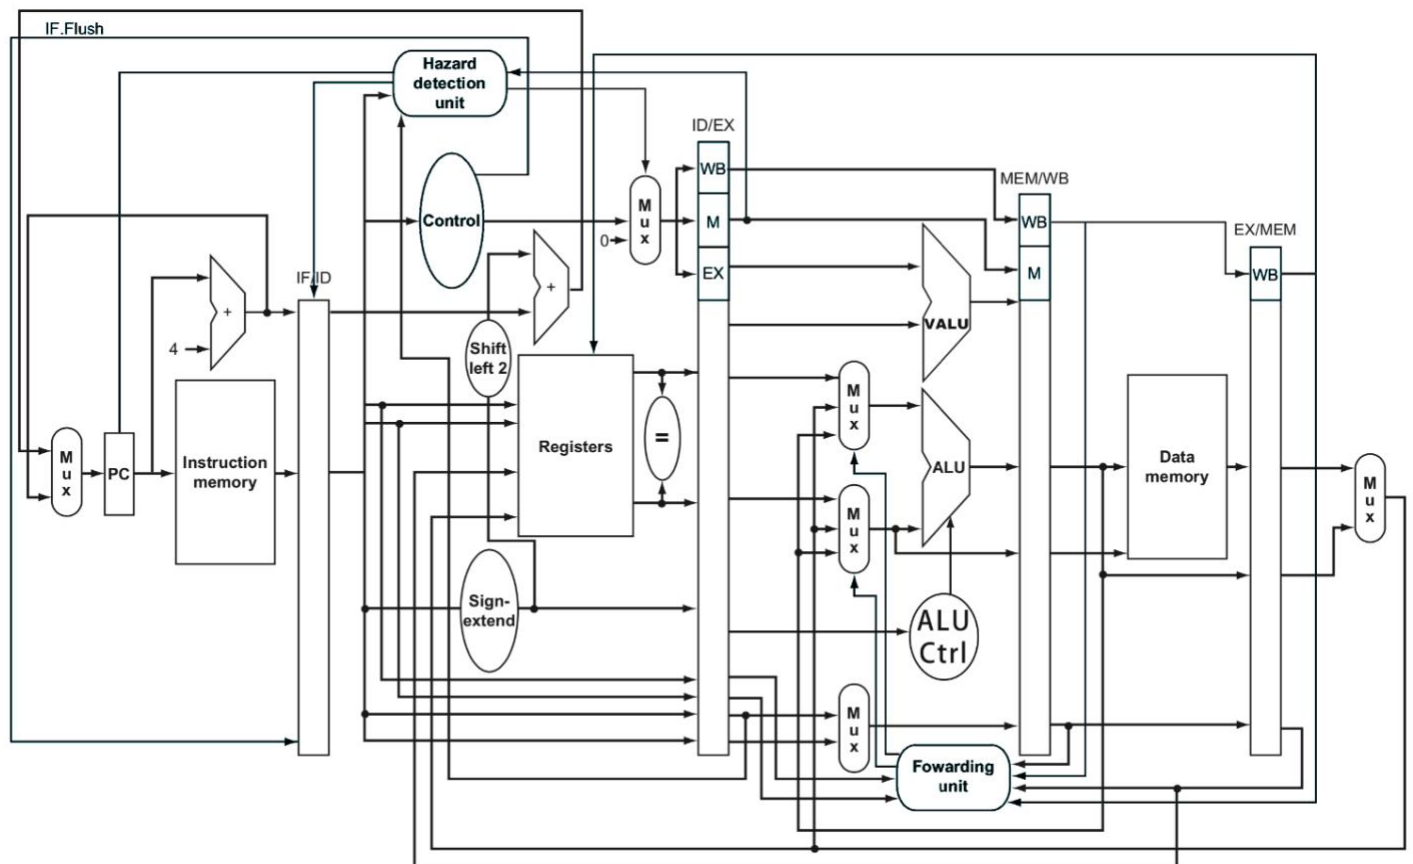 IF.Flush
Hazard
detection
unit
ID/EX
WB
M
EX
MEM/WB
WB
M
EX/MEM
WB
Control
M
u
x
0
+
IF/ID
+
4
Shift
left 2
VALU
Registers
=
M
u
x
ALU
M
u
x
Data
memory
M
u
x
M
u
x
PC
Instruction
memory
Sign-
extend
ALU
Ctrl
M
u
x
Fowarding
unit